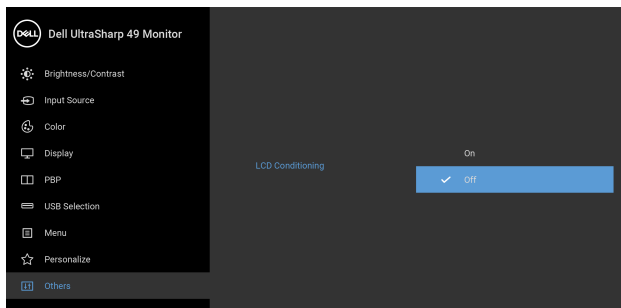 DELL
Dell UltraSharp 49 Monitor
Brightness/Contrast
Input Source
Color
Display
PBP
USB Selection
Menu
Personalize
Others
LCD Conditioning
On
Off